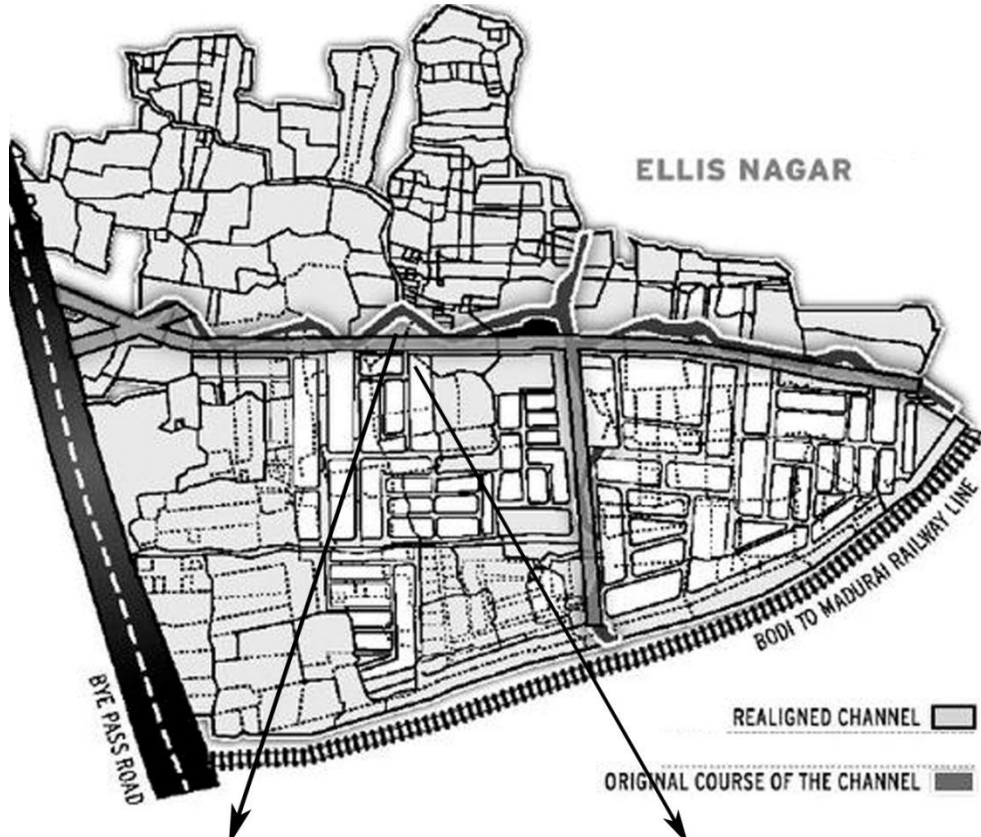 ELLIS NAGAR
BODI TO MADURAI RAILWAY LINE
BYE PASS ROAD
REALIGNED CHANNEL
ORIGINAL COURSE OF THE CHANNEL